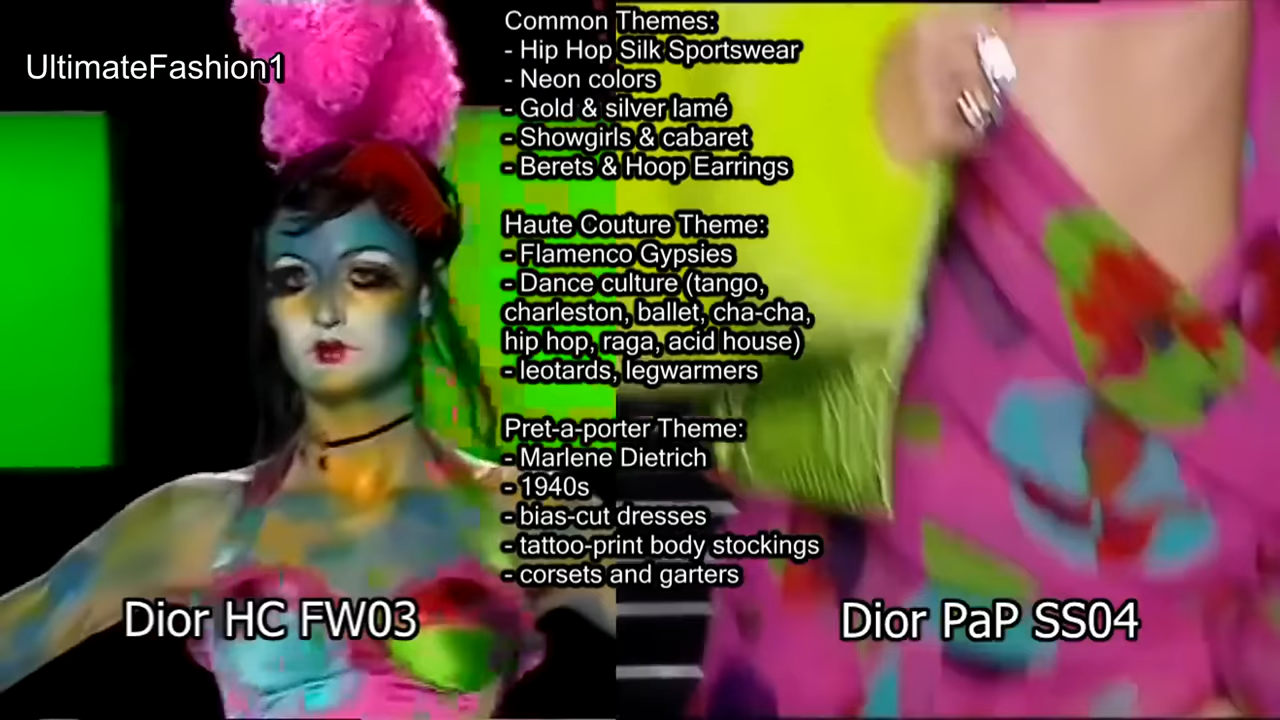 UltimateFashion1
Common Themes:
- Hip Hop Silk Sportswear
- Neon colors
- Gold & silver lamé
- Showgirls & cabaret
- Berets & Hoop Earrings
Haute Couture Theme:
- Flamenco Gypsies
- Dance culture (tango,
charleston, ballet, cha-cha,
hip hop, raga, acid house)
- leotards, legwarmers
Pret-a-porter Theme:
- Marlene Dietrich
- 1940s
- bias-cut dresses
- tattoo-print body stockings
- corsets and garters
Dior HC FW03
Dior PaP SS04